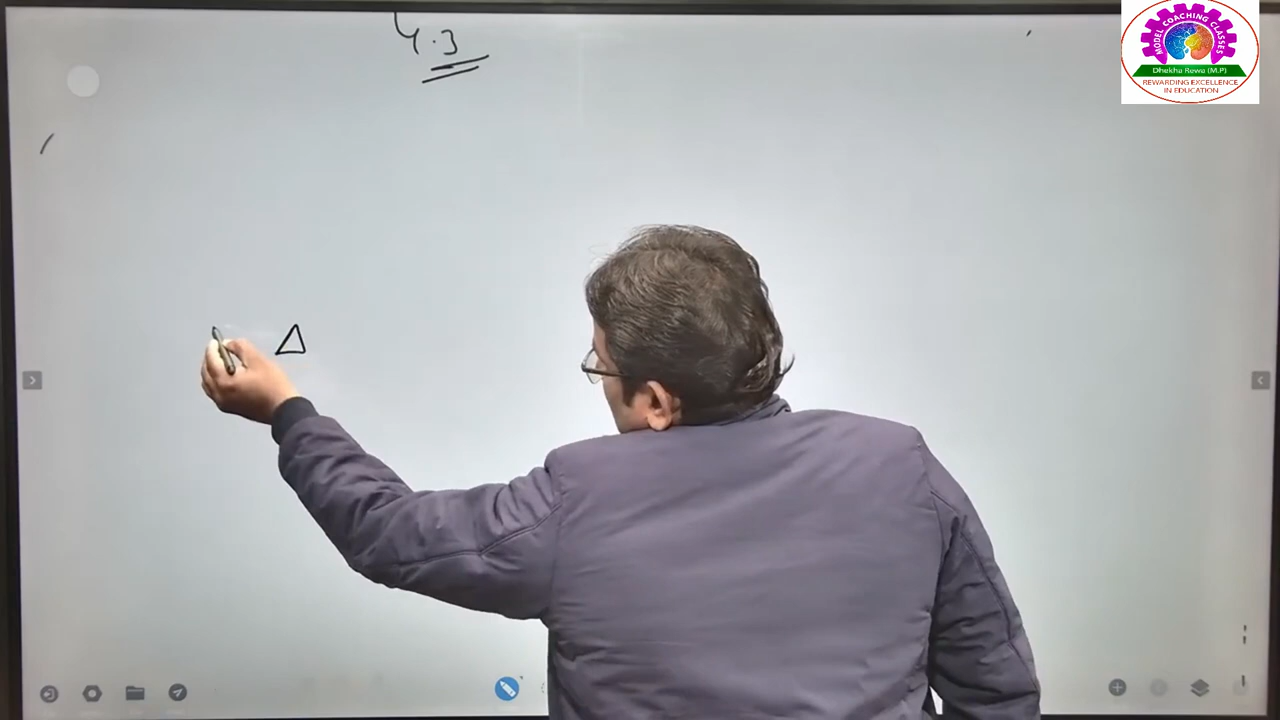 4.3
Δ
MODEL COACHING CLASSES
Dhekha Rewa (M.P)
REWARDING EXCELLENCE
IN EDUCATION